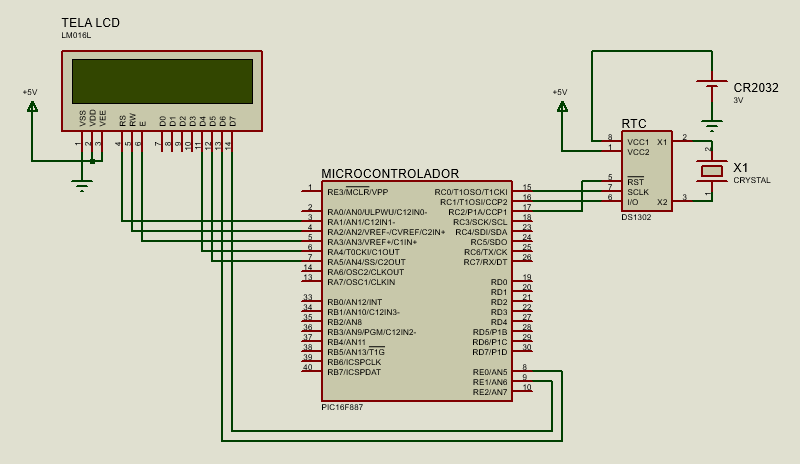 TELA LCD
LM016L
+5V
VSS
VDD
VEE
RS
RW
E
D0
D1
D2
D3
D4
D5
D6
D7
1
2
3
4
5
6
7
8
9
10
11
12
13
14
+5V
CR2032
3V
RTC
8 VCC1 X1 2
1 VCC2
5 RST
7 SCLK
6 I/O X2 3
DS1302
2
X1
CRYSTAL
1
MICROCONTROLADOR
1 RE3/MCLR/VPP RC0/T1OSO/T1CKI 15
RC1/T1OSI/CCP2 16
2 RA0/AN0/ULPWU/C12IN0- RC2/P1A/CCP1 17
3 RA1/AN1/C12IN1- RC3/SCK/SCL 18
4 RA2/AN2/VREF-/CVREF/C2IN+ RC4/SDI/SDA 23
5 RA3/AN3/VREF+/C1IN+ RC5/SDO 24
6 RA4/T0CKI/C1OUT RC6/TX/CK 25
7 RA5/AN4/SS/C2OUT RC7/RX/DT 26
14 RA6/OSC2/CLKOUT
13 RA7/OSC1/CLKIN RD0 19
RD1 20
33 RB0/AN12/INT RD2 21
34 RB1/AN10/C12IN3- RD3 22
35 RB2/AN8 RD4 27
36 RB3/AN9/PGM/C12IN2- RD5/P1B 28
37 RB4/AN11 RD6/P1C 29
38 RB5/AN13/T1G RD7/P1D 30
39 RB6/ICSPCLK
40 RB7/ICSPDAT RE0/AN5 8
RE1/AN6 9
RE2/AN7 10
PIC16F887